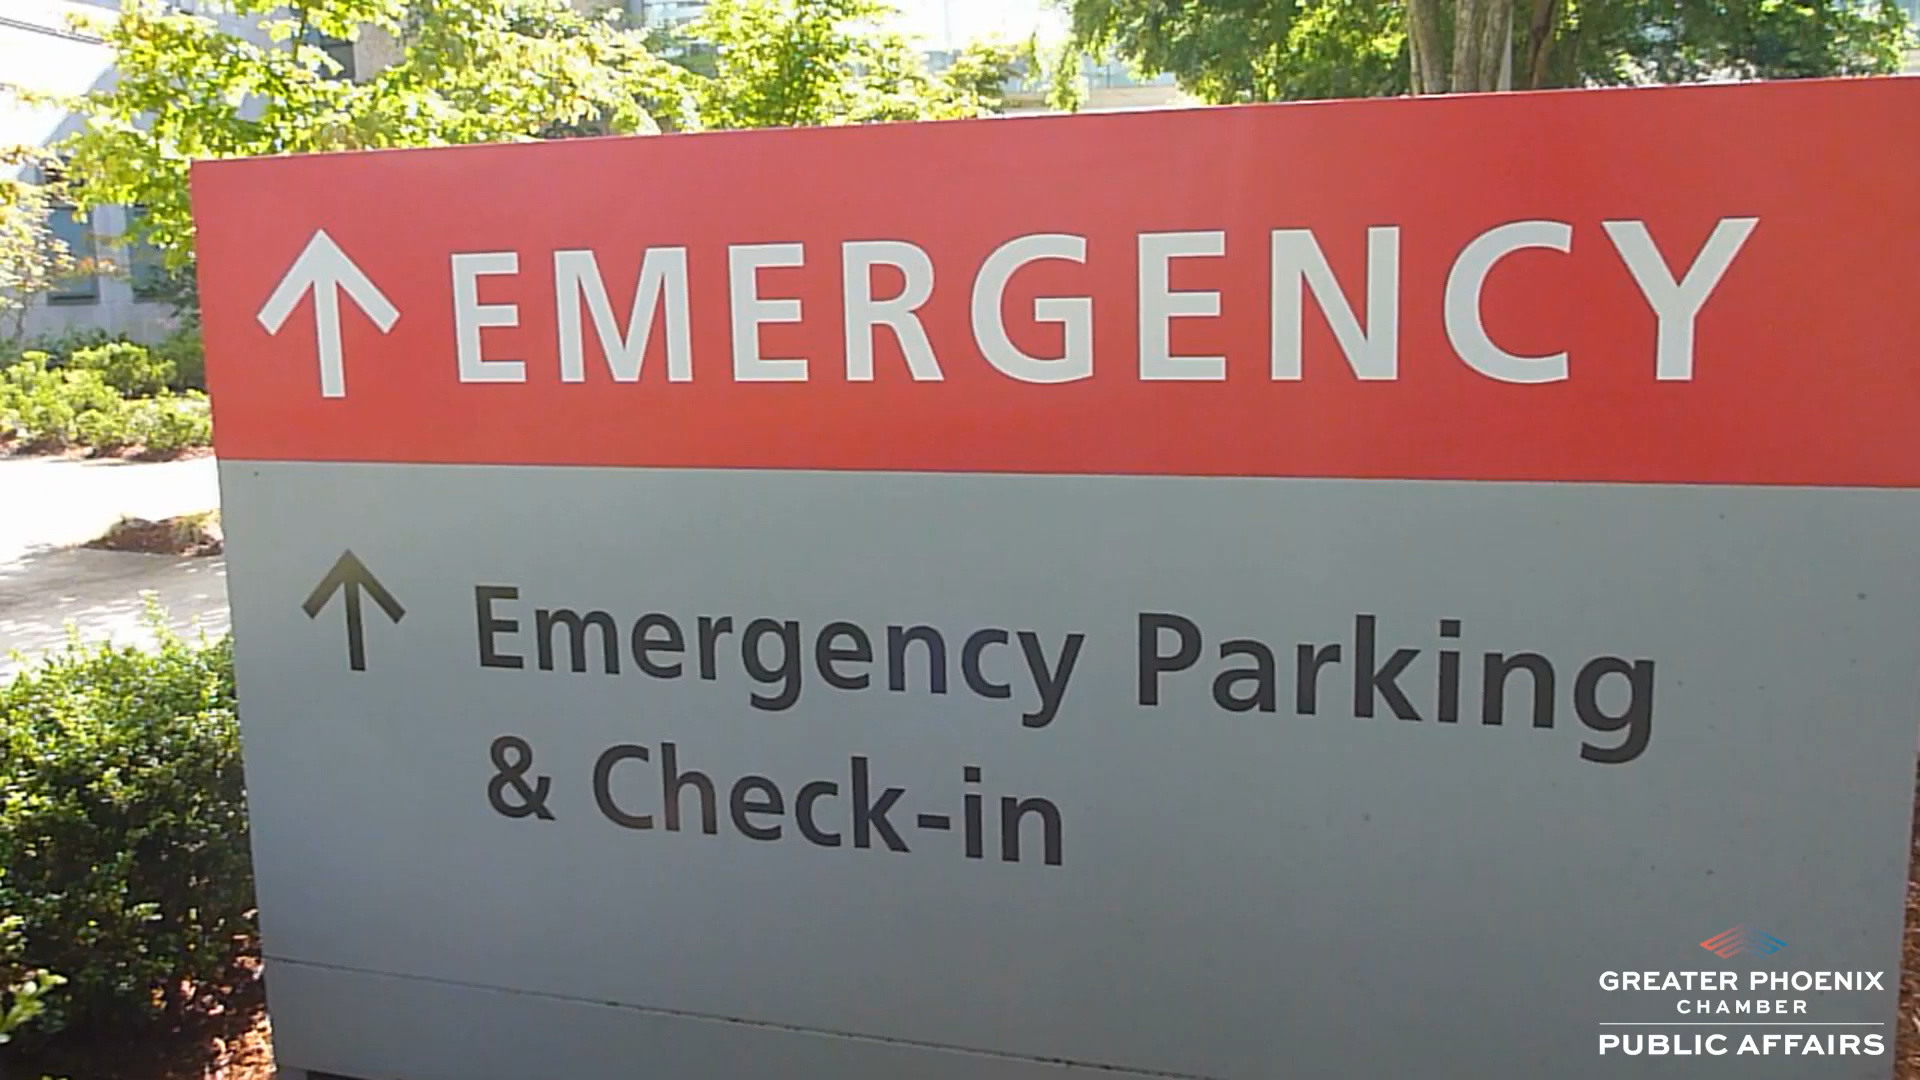 ↑ EMERGENCY
↑ Emergency Parking
& Check-in
GREATER PHOENIX
CHAMBER
PUBLIC AFFAIRS